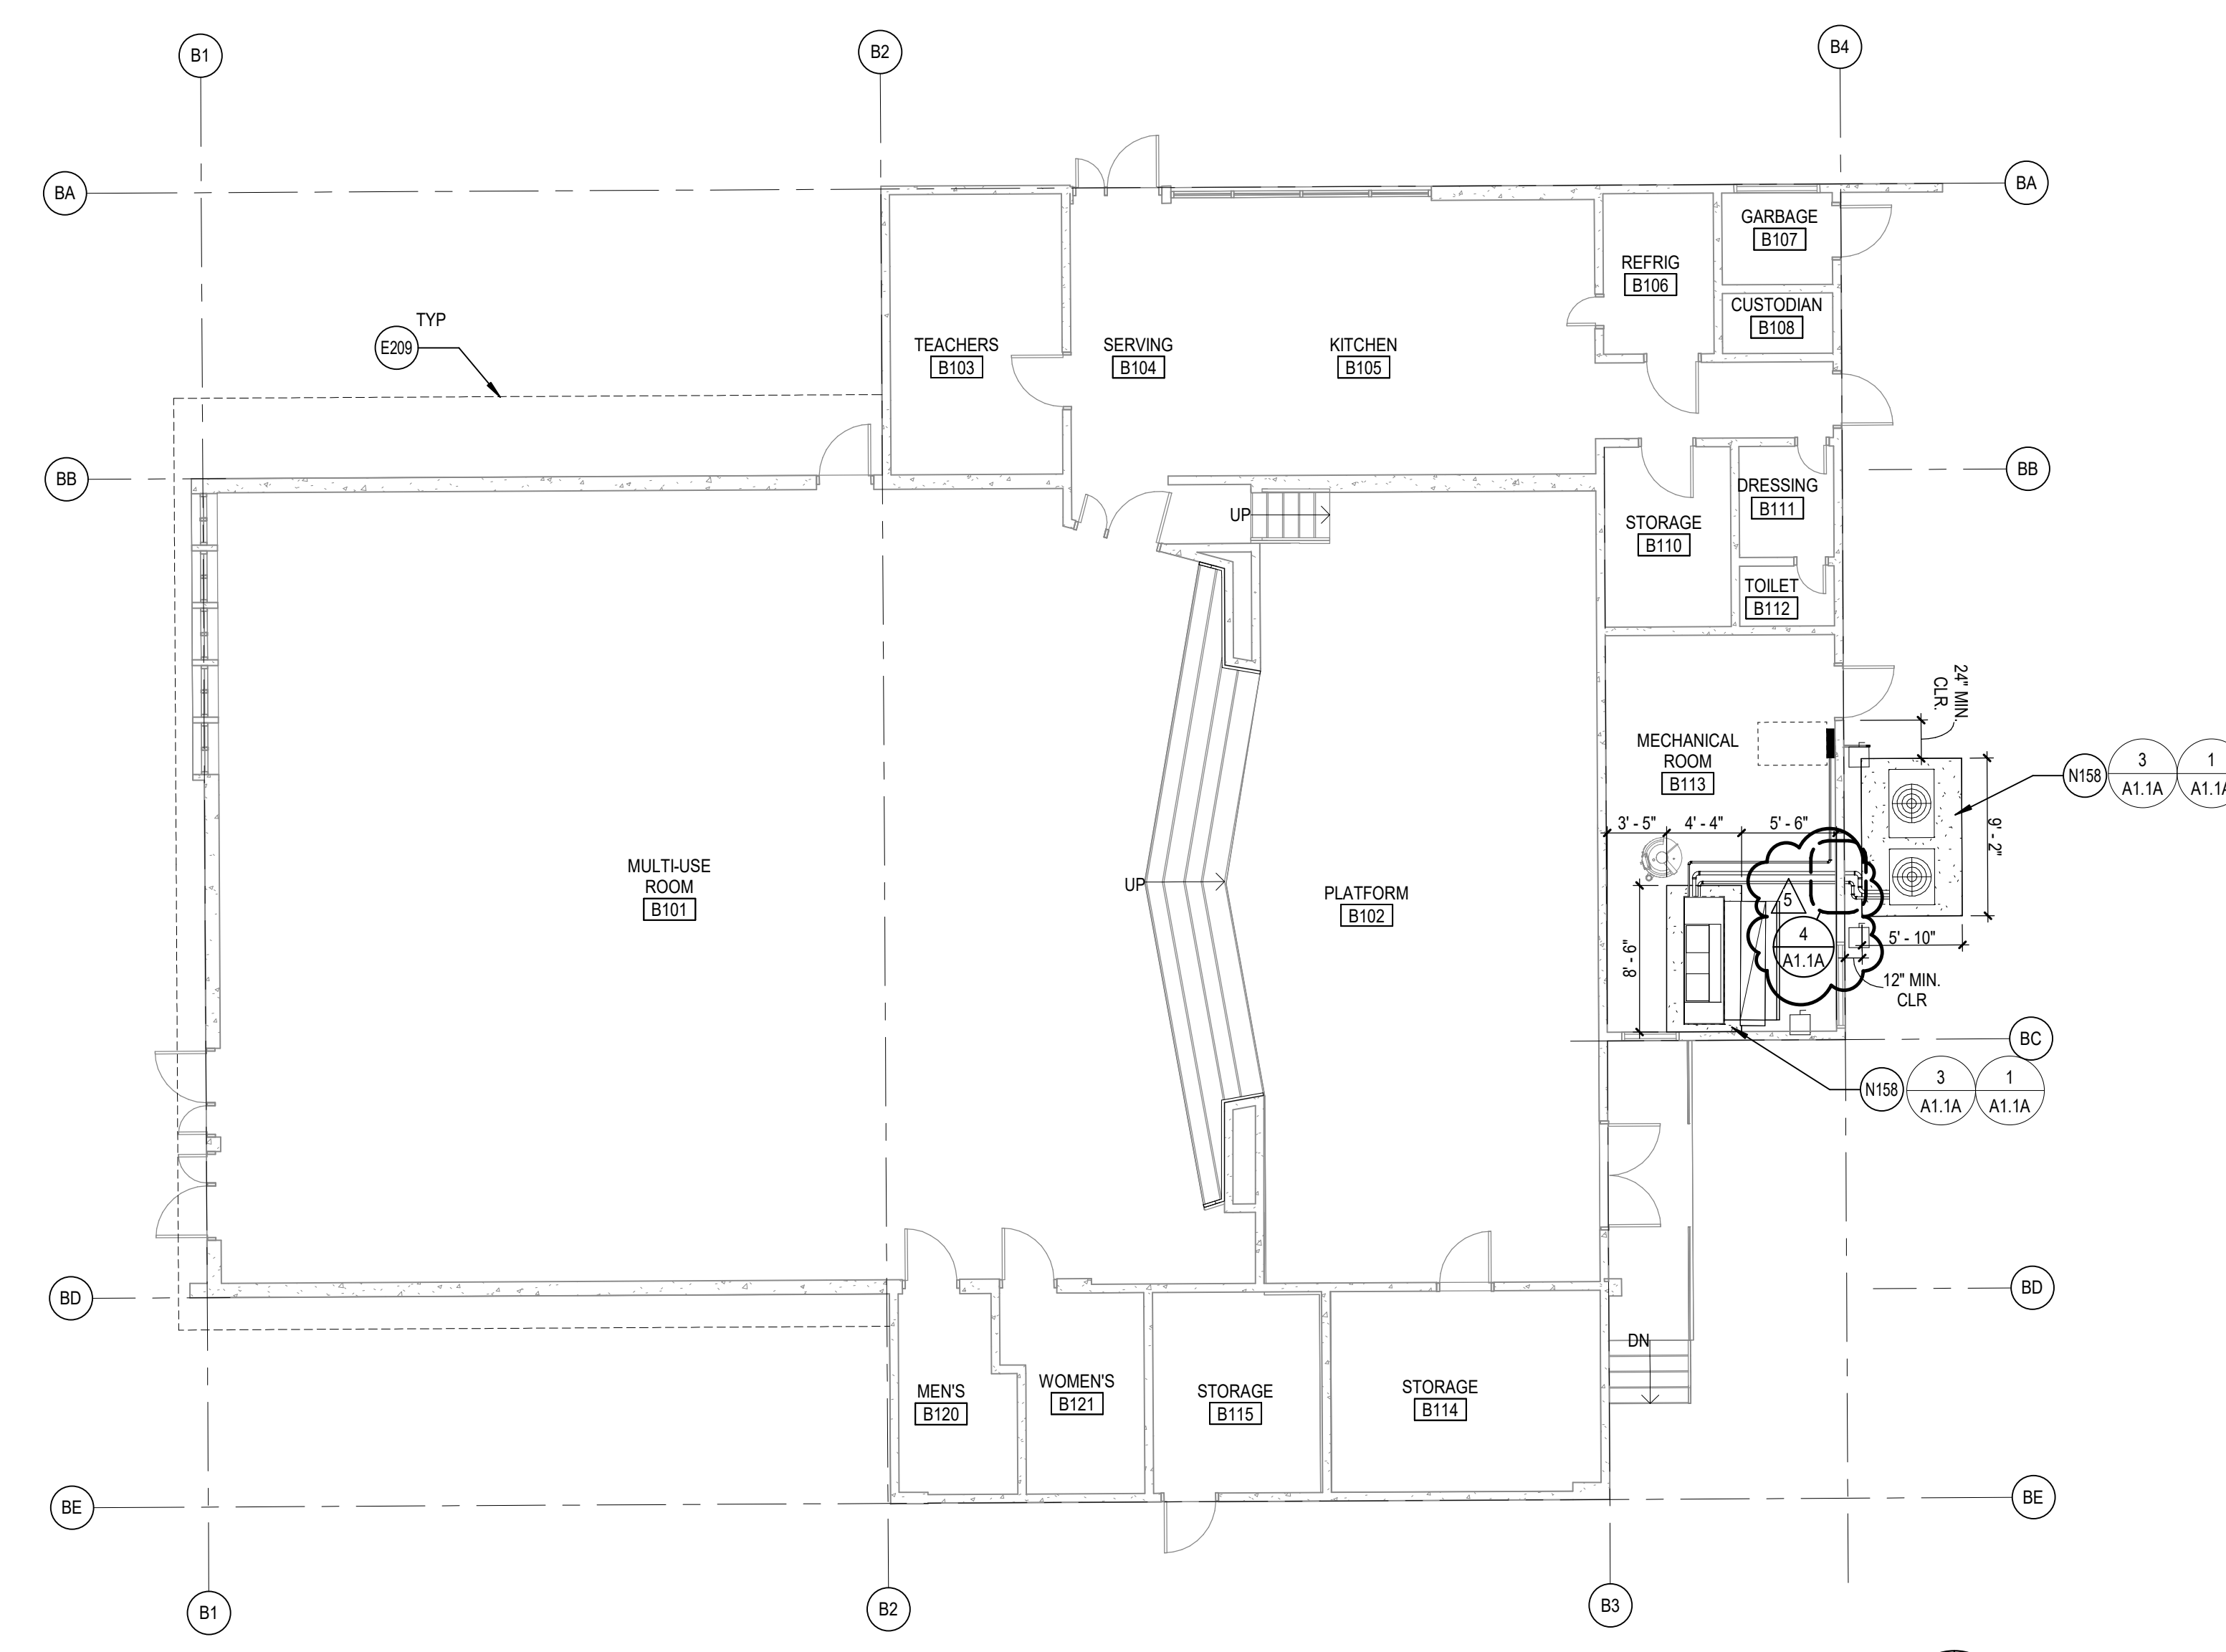 B1
B2
B4
BA
BA
GARBAGE
B107
REFRIG
B106
CUSTODIAN
B108
TYP
E209
TEACHERS
B103
SERVING
B104
KITCHEN
B105
BB
BB
DRESSING
B111
UP
STORAGE
B110
TOILET
B112
24" MIN.
CLR.
MECHANICAL
ROOM
B113
N158
3
A1.1A
1
3' - 5"
4' - 4"
5' - 6"
9' - 2"
MULTI-USE
ROOM
B101
UP
PLATFORM
B102
5
4
A1.1A
5' - 10"
8' - 6"
12" MIN.
CLR
BC
N158
3
A1.1A
1
A1.1A
BD
BD
DN
MEN'S
B120
WOMEN'S
B121
STORAGE
B115
STORAGE
B114
BE
BE
B1
B2
B3